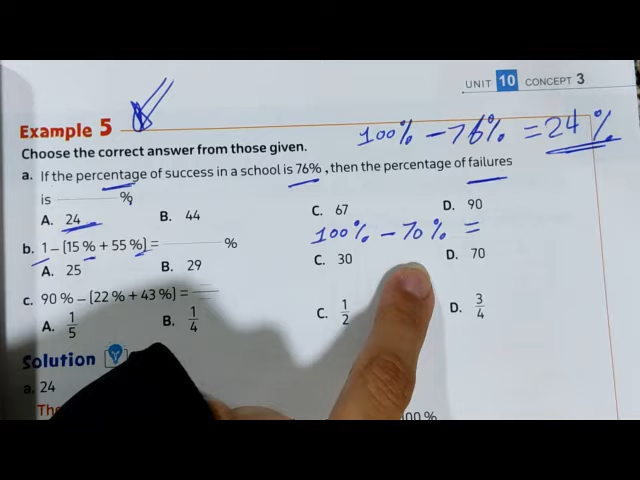 UNIT 10 CONCEPT 3
Example 5
100% - 76% = 24%
Choose the correct answer from those given.
a. If the percentage of success in a school is 76%, then the percentage of failures
is %
A. 24 B. 44 C. 67 D. 90
100% - 70% =
b. 1 – (15 % + 55 %) = %
A. 25 B. 29 C. 30 D. 70
c. 90 % – (22 % + 43 %) =
A. 1/5 B. 1/4 C. 1/2 D. 3/4
Solution
a. 24
The
100 %